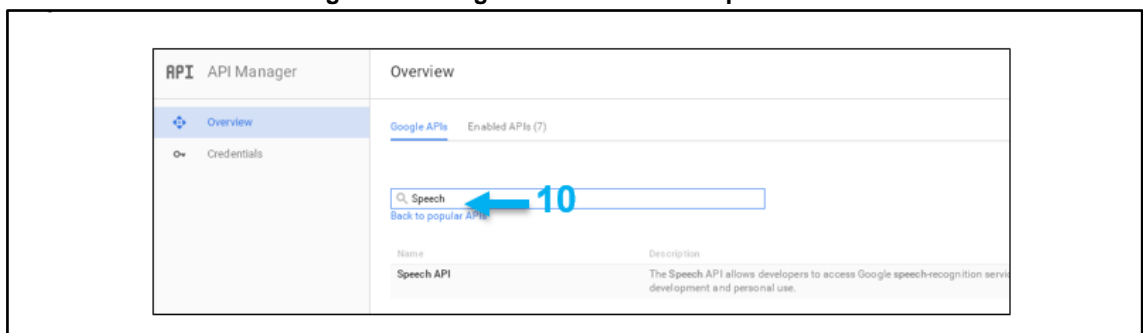 API API Manager
Overview
Overview
Google APIs Enabled APIs (7)
Credentials
Speech
10
Back to popular APIs
Name Description
Speech API The Speech API allows developers to access Google speech-recognition
development and personal use.